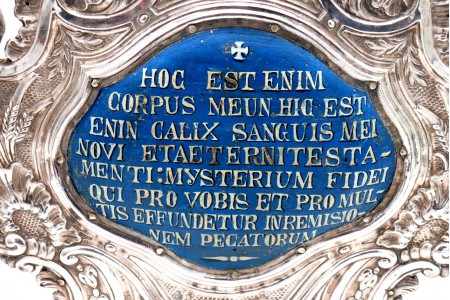 HOC EST ENIM
CORPUS MEUN. HIC EST
ENIN CALIX SANGUIS MEI
NOVI ETAETERNITESTA-
MENTI: MYSTERIUM FIDEI
QUI PRO VOBIS ET PRO MUL-
TIS EFFUNDETUR INREMISIO-
NEM PECATORUM